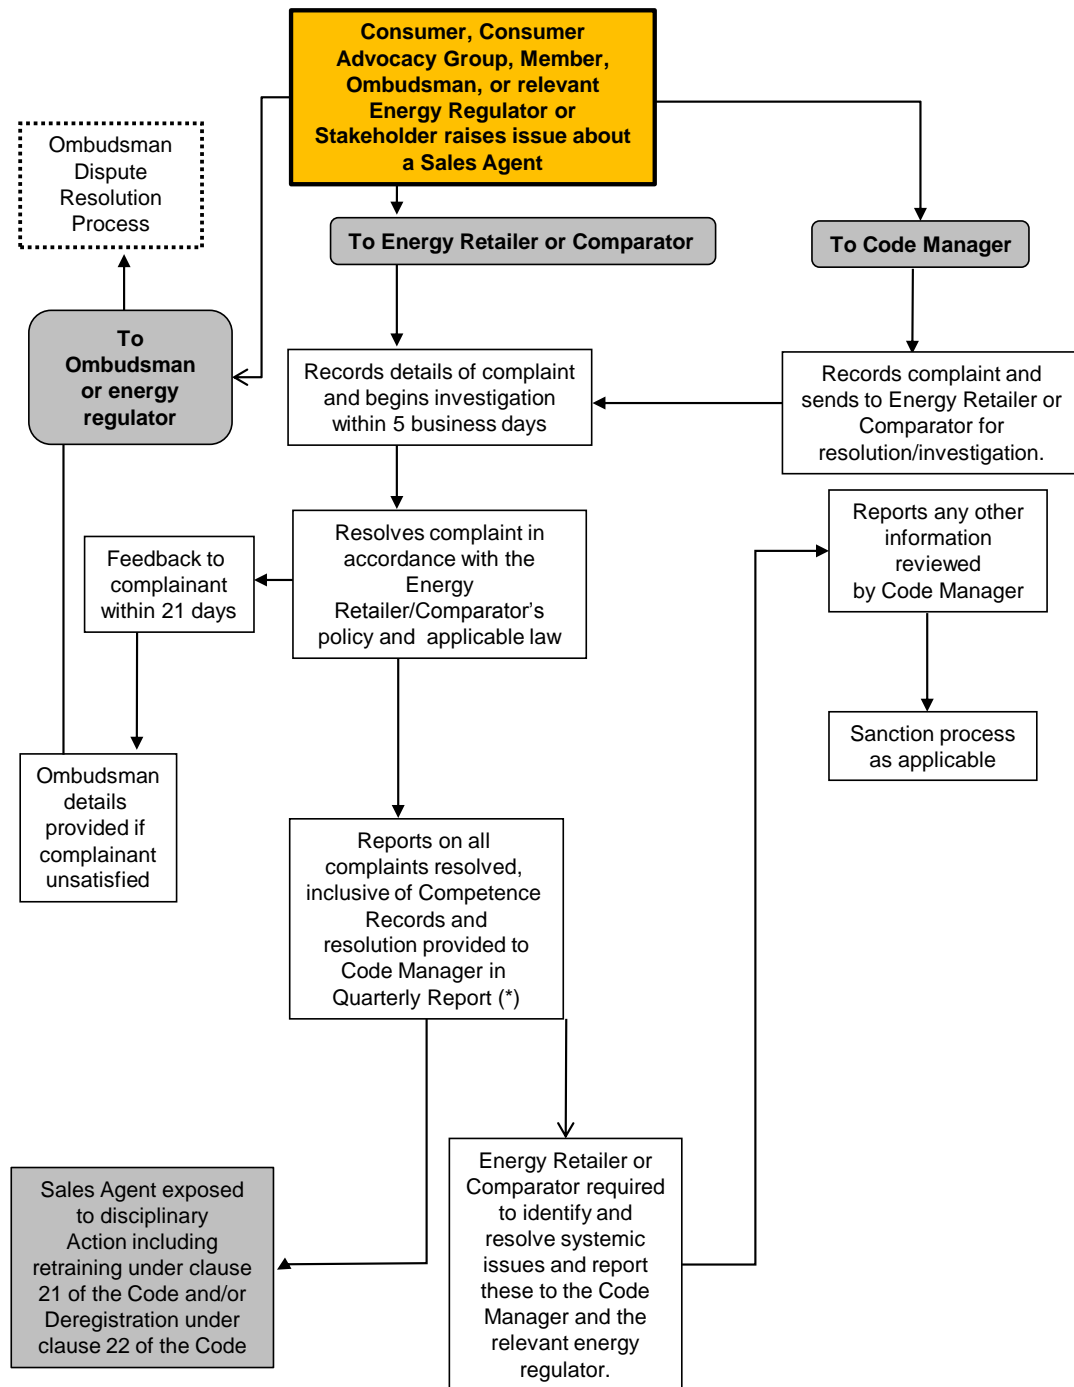 Consumer, Consumer
Advocacy Group, Member,
Ombudsman, or relevant
Energy Regulator or
Stakeholder raises issue about
a Sales Agent
Ombudsman
Dispute
Resolution
Process
To Energy Retailer or Comparator
To Code Manager
To
Ombudsman
or energy
regulator
Records details of complaint
and begins investigation
within 5 business days
Records complaint and
sends to Energy Retailer or
Comparator for
resolution/investigation.
Reports any other
information
reviewed
by Code Manager
Feedback to
complainant
within 21 days
Resolves complaint in
accordance with the
Energy
Retailer/Comparator's
policy and applicable law
Sanction process
as applicable
Ombudsman
details
provided if
complainant
unsatisfied
Reports on all
complaints resolved,
inclusive of Competence
Records and
resolution provided to
Code Manager in
Quarterly Report (*)
Sales Agent exposed
to disciplinary
Action including
retraining under clause
21 of the Code and/or
Deregistration under
clause 22 of the Code
Energy Retailer or
Comparator required
to identify and
resolve systemic
issues and report
these to the Code
Manager and the
relevant energy
regulator.